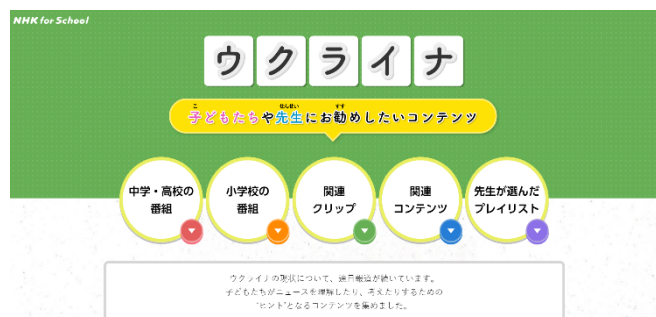 NHK for School
ウクライナ
子どもたちや先生にお勧めしたいコンテンツ
中学・高校の
番組
小学校の
番組
関連
クリップ
関連
コンテンツ
先生が選んだ
プレイリスト
ウクライナの現状について、連日報道が続いています。
子どもたちがニュースを理解したり、考えたりするための
“ヒント”となるコンテンツを集めました。